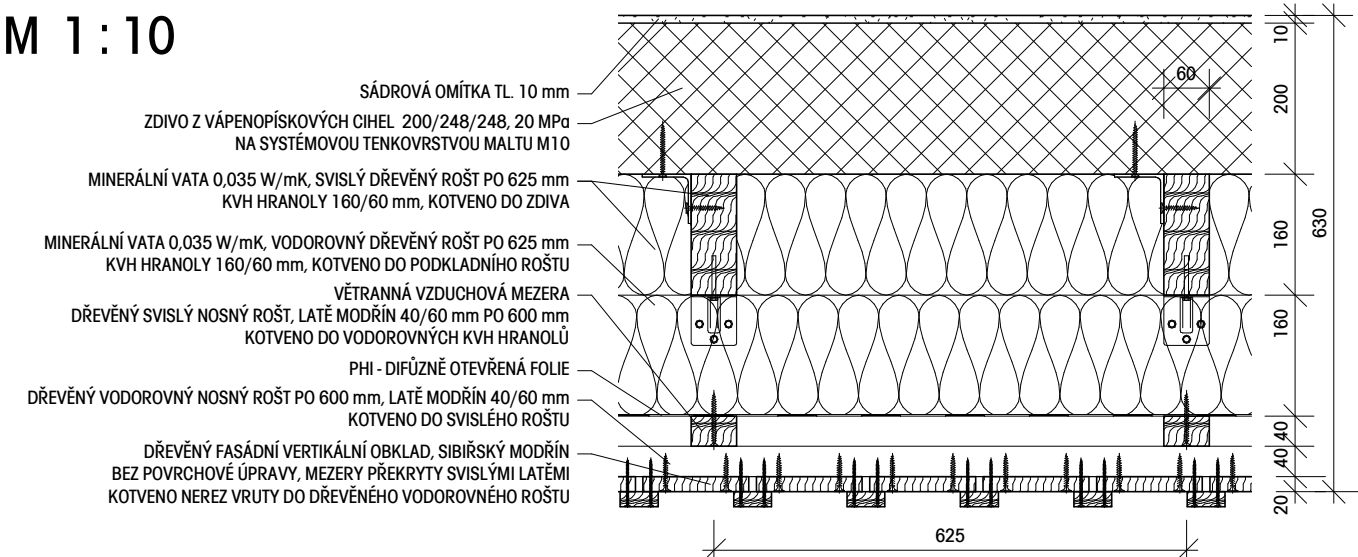 M 1:10
SÁDROVÁ OMÍTKA TL. 10 mm
ZDIVO Z VÁPENOPÍSKOVÝCH CIHEL 200/248/248, 20 MPa
NA SYSTÉMOVOU TENKOVRSTVOU MALTU M10
MINERÁLNÍ VATA 0,035 W/mK, SVISLÝ DŘEVĚNÝ ROŠT PO 625 mm
KVH HRANOLY 160/60 mm, KOTVENO DO ZDIVA
MINERÁLNÍ VATA 0,035 W/mK, VODOROVNÝ DŘEVĚNÝ ROŠT PO 625 mm
KVH HRANOLY 160/60 mm, KOTVENO DO PODKLADNÍHO ROŠTU
VĚTRANNÁ VZDUCHOVÁ MEZERA
DŘEVĚNÝ SVISLÝ NOSNÝ ROŠT, LATĚ MODŘÍN 40/60 mm PO 600 mm
KOTVENO DO VODOROVNÝCH KVH HRANOLŮ
PHI - DIFŮZNĚ OTEVŘENÁ FOLIE
DŘEVĚNÝ VODOROVNÝ NOSNÝ ROŠT PO 600 mm, LATĚ MODŘÍN 40/60 mm
KOTVENO DO SVISLÉHO ROŠTU
DŘEVĚNÝ FASÁDNÍ VERTIKÁLNÍ OBKLAD, SIBIŘSKÝ MODŘÍN
BEZ POVRCHOVÉ ÚPRAVY, MEZERY PŘEKRYTY SVISLÝMI LATĚMI
KOTVENO NEREZ VRUTY DO DŘEVĚNÉHO VODOROVNÉHO ROŠTU
60
10
200
160
160
40
40
20
630
625